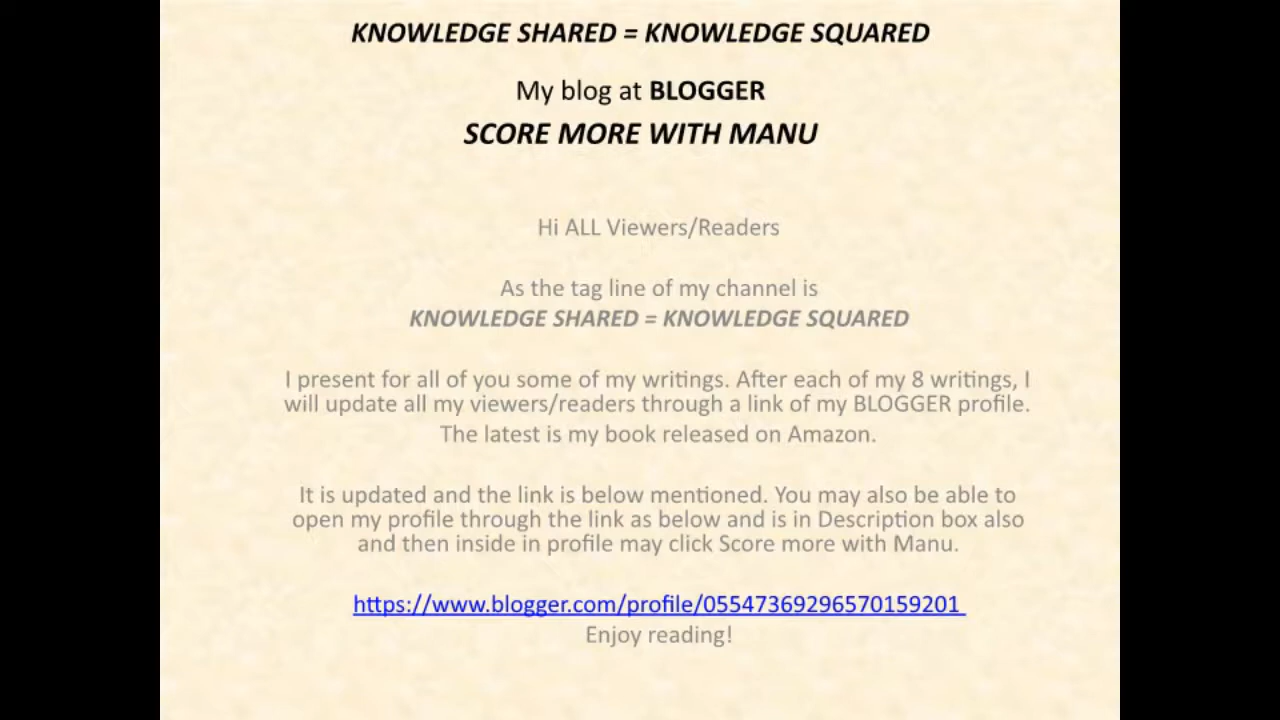 KNOWLEDGE SHARED = KNOWLEDGE SQUARED
My blog at BLOGGER
SCORE MORE WITH MANU
Hi ALL Viewers/Readers
As the tag line of my channel is
KNOWLEDGE SHARED = KNOWLEDGE SQUARED
I present for all of you some of my writings. After each of my 8 writings, I
will update all my viewers/readers through a link of my BLOGGER profile.
The latest is my book released on Amazon.
It is updated and the link is below mentioned. You may also be able to
open my profile through the link as below and is in Description box also
and then inside in profile may click Score more with Manu.
https://www.blogger.com/profile/05547369296570159201
Enjoy reading!